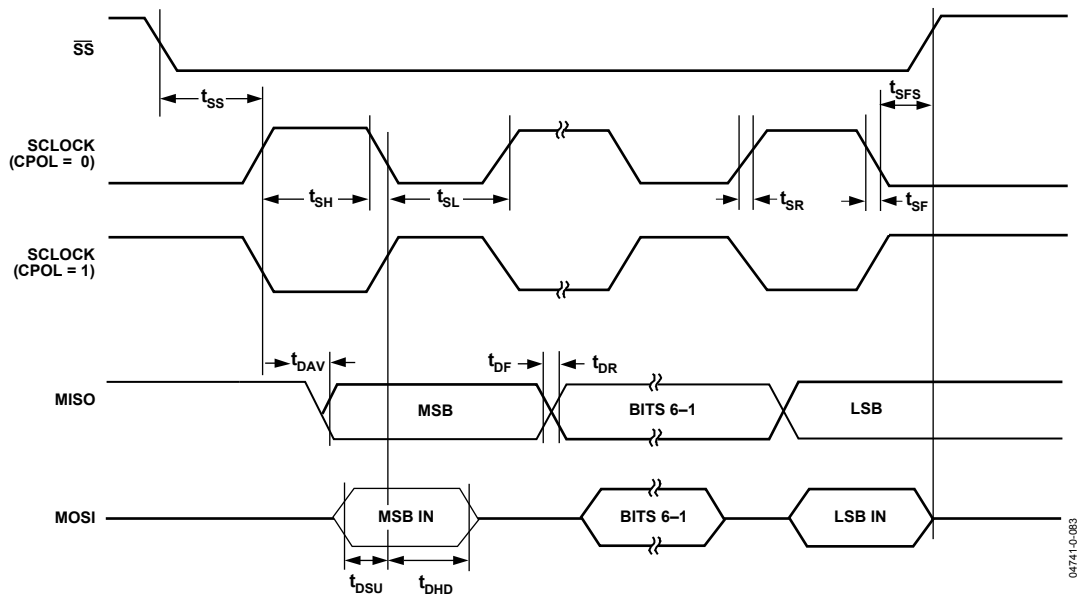 SS
tSS
tSFS
SCLOCK
(CPOL = 0)
tSH
tSL
tSR
tSF
SCLOCK
(CPOL = 1)
tDAV
tDF
tDR
MISO
MSB
BITS 6–1
LSB
MOSI
MSB IN
BITS 6–1
LSB IN
tDSU
tDHD
04741-0-083